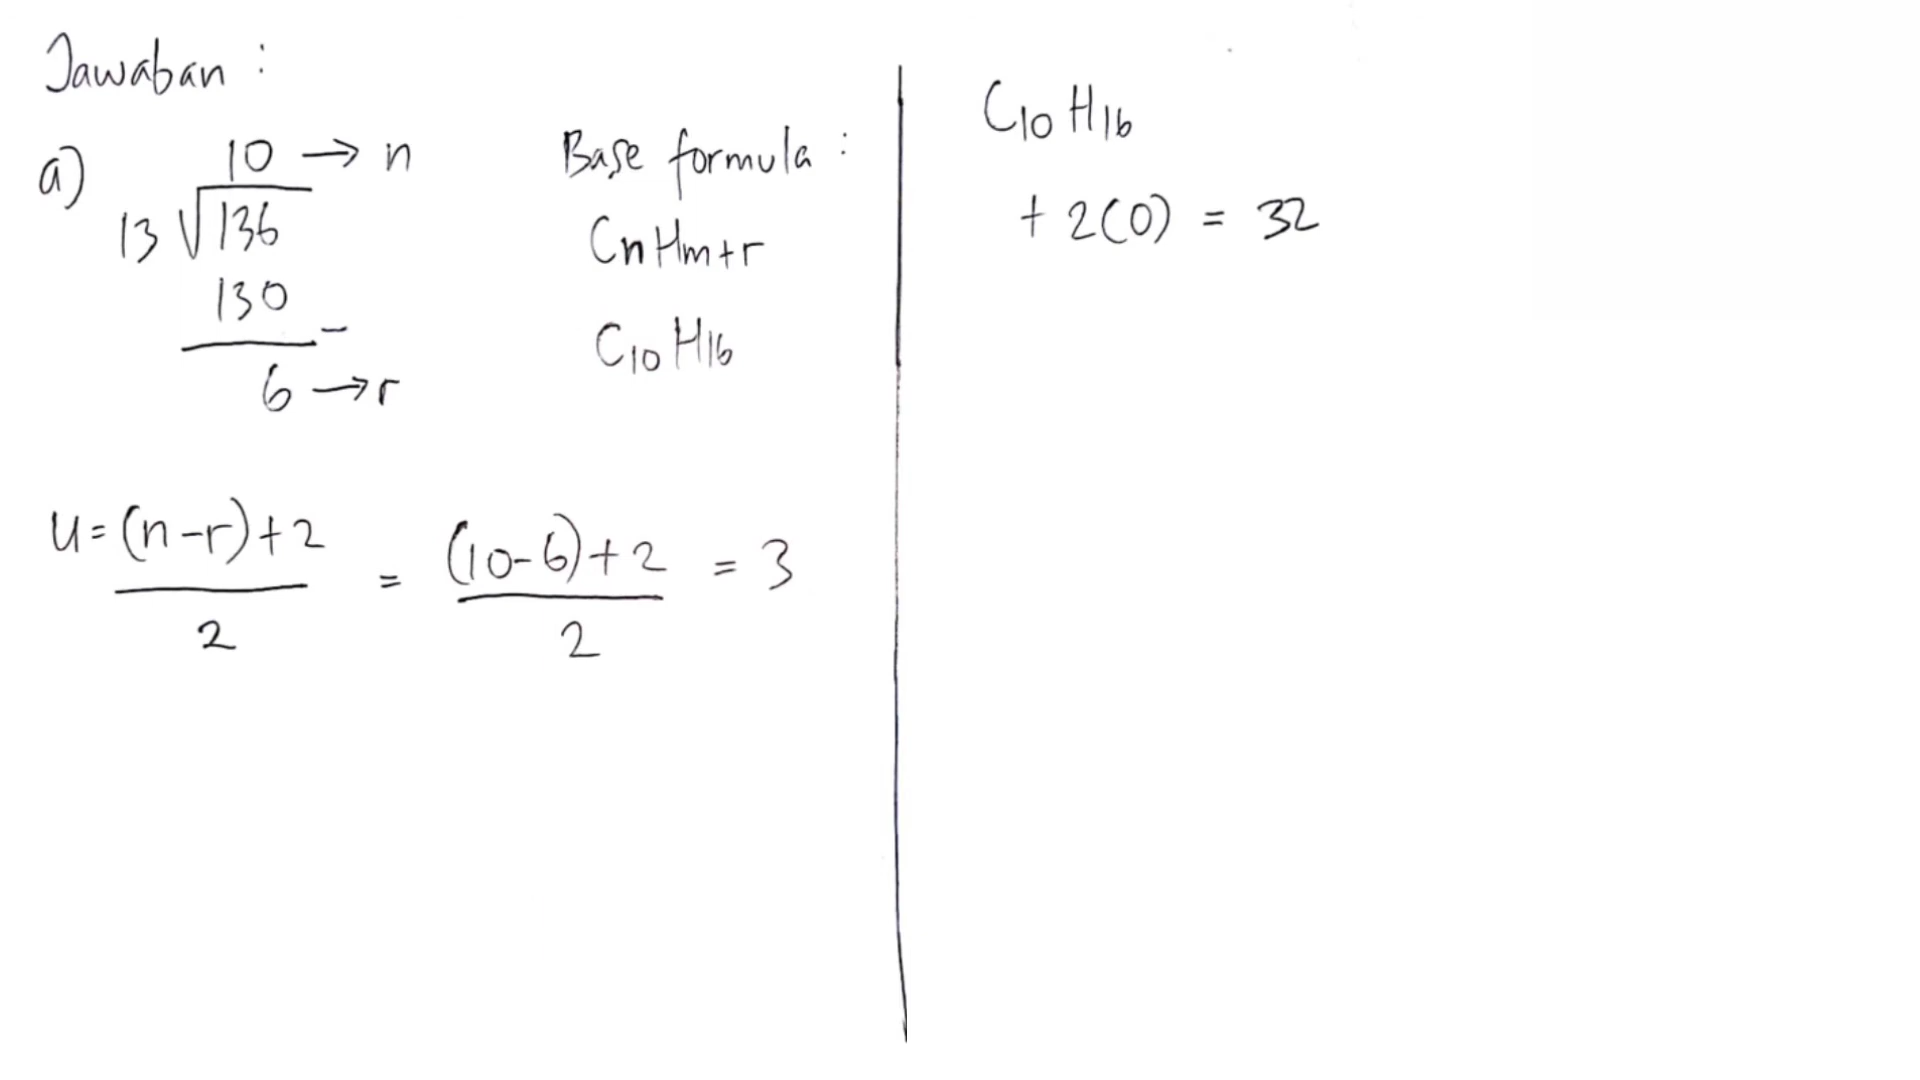 Jawaban :
a) 10 → n
13 √136
130
–
6 → r
Base formula :
CnHm+r
C10H16
u = (n-r)+2 / 2 = (10-6)+2 / 2 = 3
C10H16
+ 2(O) = 32